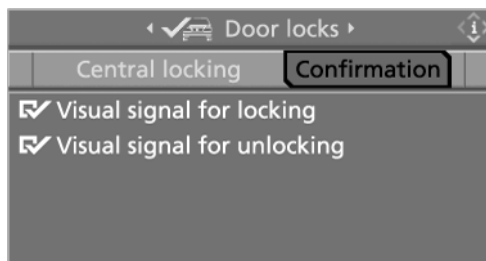 Door locks
Central locking Confirmation
Visual signal for locking
Visual signal for unlocking